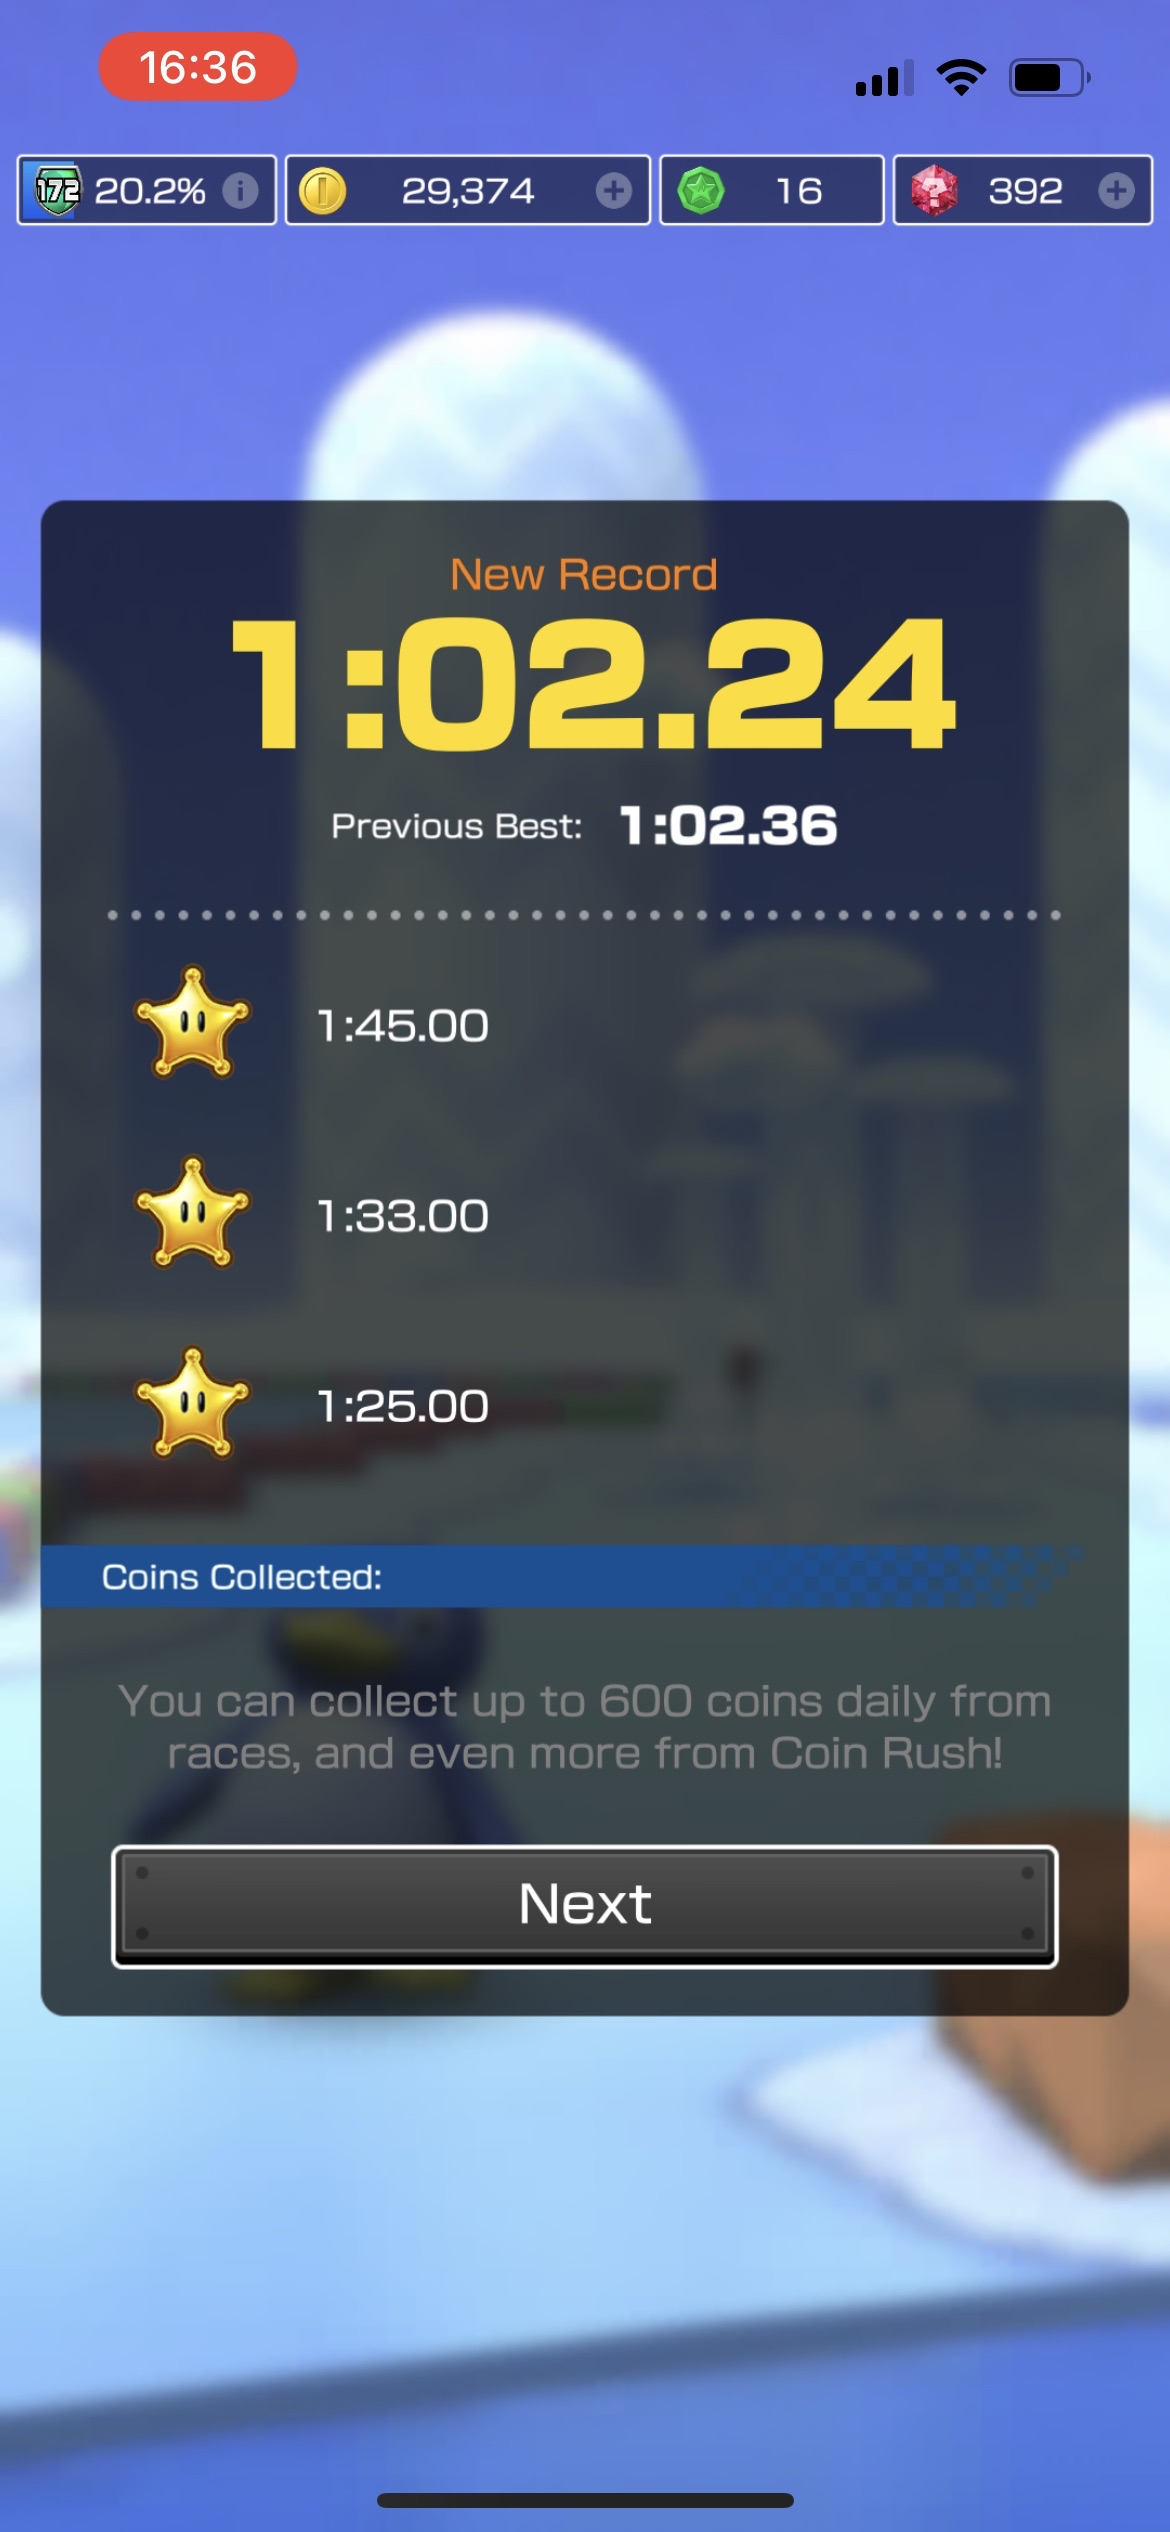 16:36
172 20.2% i 29,374 + 16 ? 392 +
New Record
1:02.24
Previous Best: 1:02.36
1:45.00
1:33.00
1:25.00
Coins Collected:
You can collect up to 600 coins daily from
races, and even more from Coin Rush!
Next